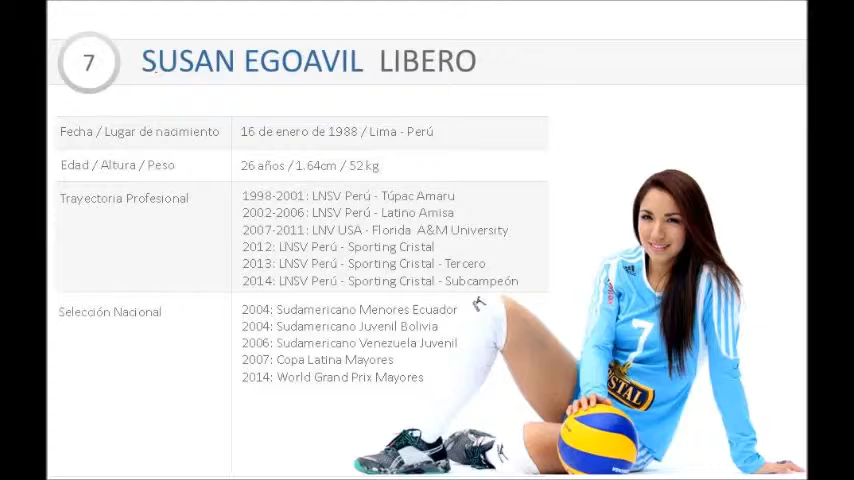 7 SUSAN EGOAVIL LIBERO
Fecha / Lugar de nacimiento 16 de enero de 1988 / Lima - Perú
Edad / Altura / Peso 26 años / 1.64cm / 52 kg
Trayectoria Profesional 1998-2001: LNSV Perú - Túpac Amaru
2002-2006: LNSV Perú - Latino Amisa
2007-2011: LNV USA - Florida A&M University
2012: LNSV Perú - Sporting Cristal
2013: LNSV Perú - Sporting Cristal - Tercero
2014: LNSV Perú - Sporting Cristal - Subcampeón
Selección Nacional 2004: Sudamericano Menores Ecuador
2004: Sudamericano Juvenil Bolivia
2006: Sudamericano Venezuela Juvenil
2007: Copa Latina Mayores
2014: World Grand Prix Mayores
7